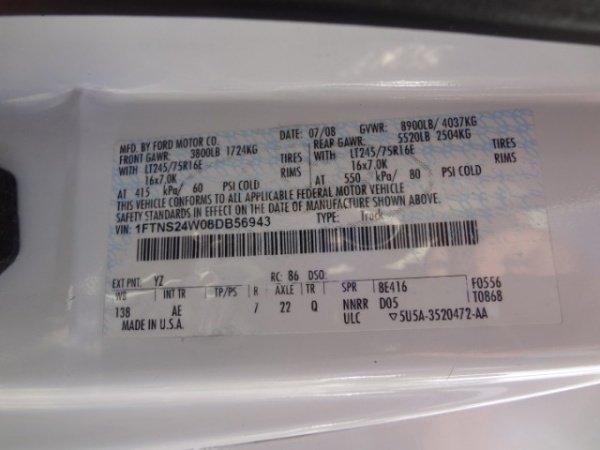 MFD. BY FORD MOTOR CO. DATE: 07/08 GVWR: 8900LB/ 4037KG
FRONT GAWR: 3800LB 1724KG REAR GAWR: 5520LB 2504KG
WITH LT245/75R16E TIRES WITH LT245/75R16E TIRES
16x7.0K RIMS 16x7.0K RIMS
AT 415 kPa/ 60 PSI COLD AT 550 kPa/ 80 PSI COLD
THIS VEHICLE CONFORMS TO ALL APPLICABLE FEDERAL MOTOR VEHICLE
SAFETY STANDARDS IN EFFECT ON THE DATE OF MANUFACTURE SHOWN ABOVE.
VIN: 1FTNS24W08DB56943 TYPE: Truck
EXT PNT: YZ RC: 86 DSO:
WB INT TR TP/PS R AXLE TR SPR 8E416 F0556
138 AE 7 22 Q NNRR D05 T0868
MADE IN U.S.A. ULC ▽5U5A-3520472-AA